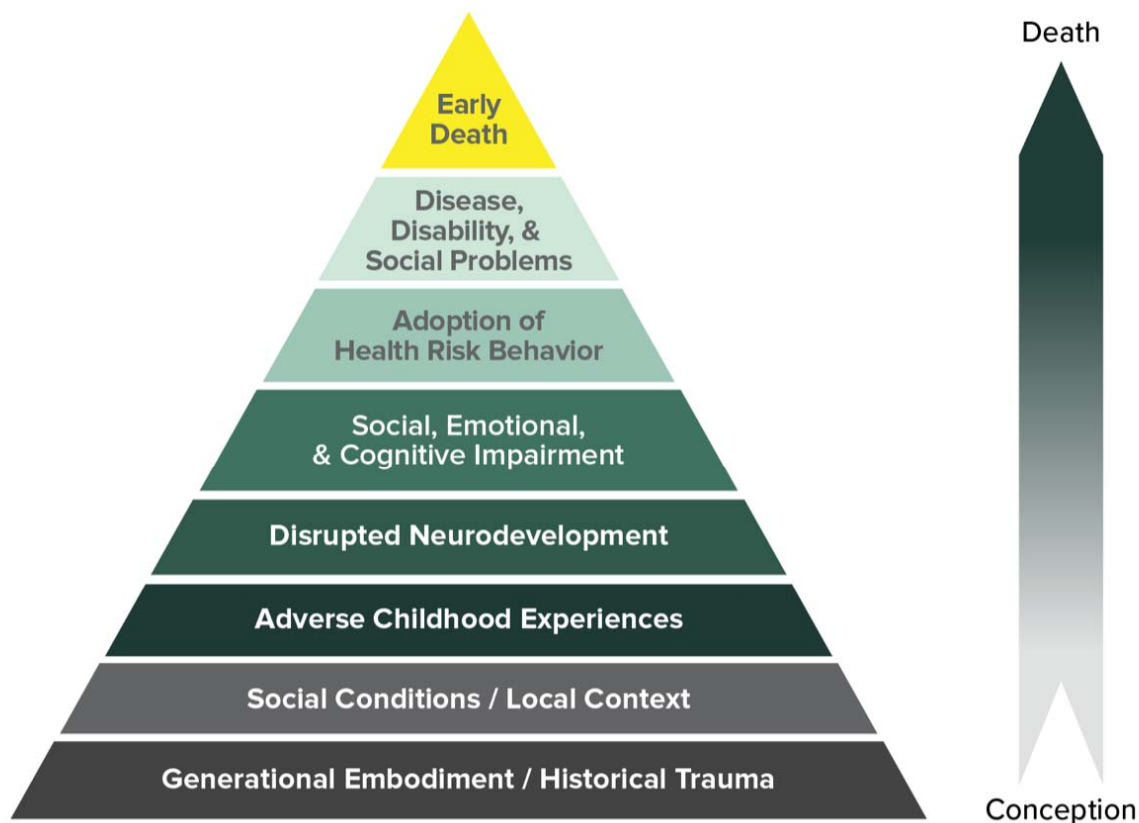 Death
Early
Death
Disease,
Disability, &
Social Problems
Adoption of
Health Risk Behavior
Social, Emotional,
& Cognitive Impairment
Disrupted Neurodevelopment
Adverse Childhood Experiences
Social Conditions / Local Context
Generational Embodiment / Historical Trauma
Conception